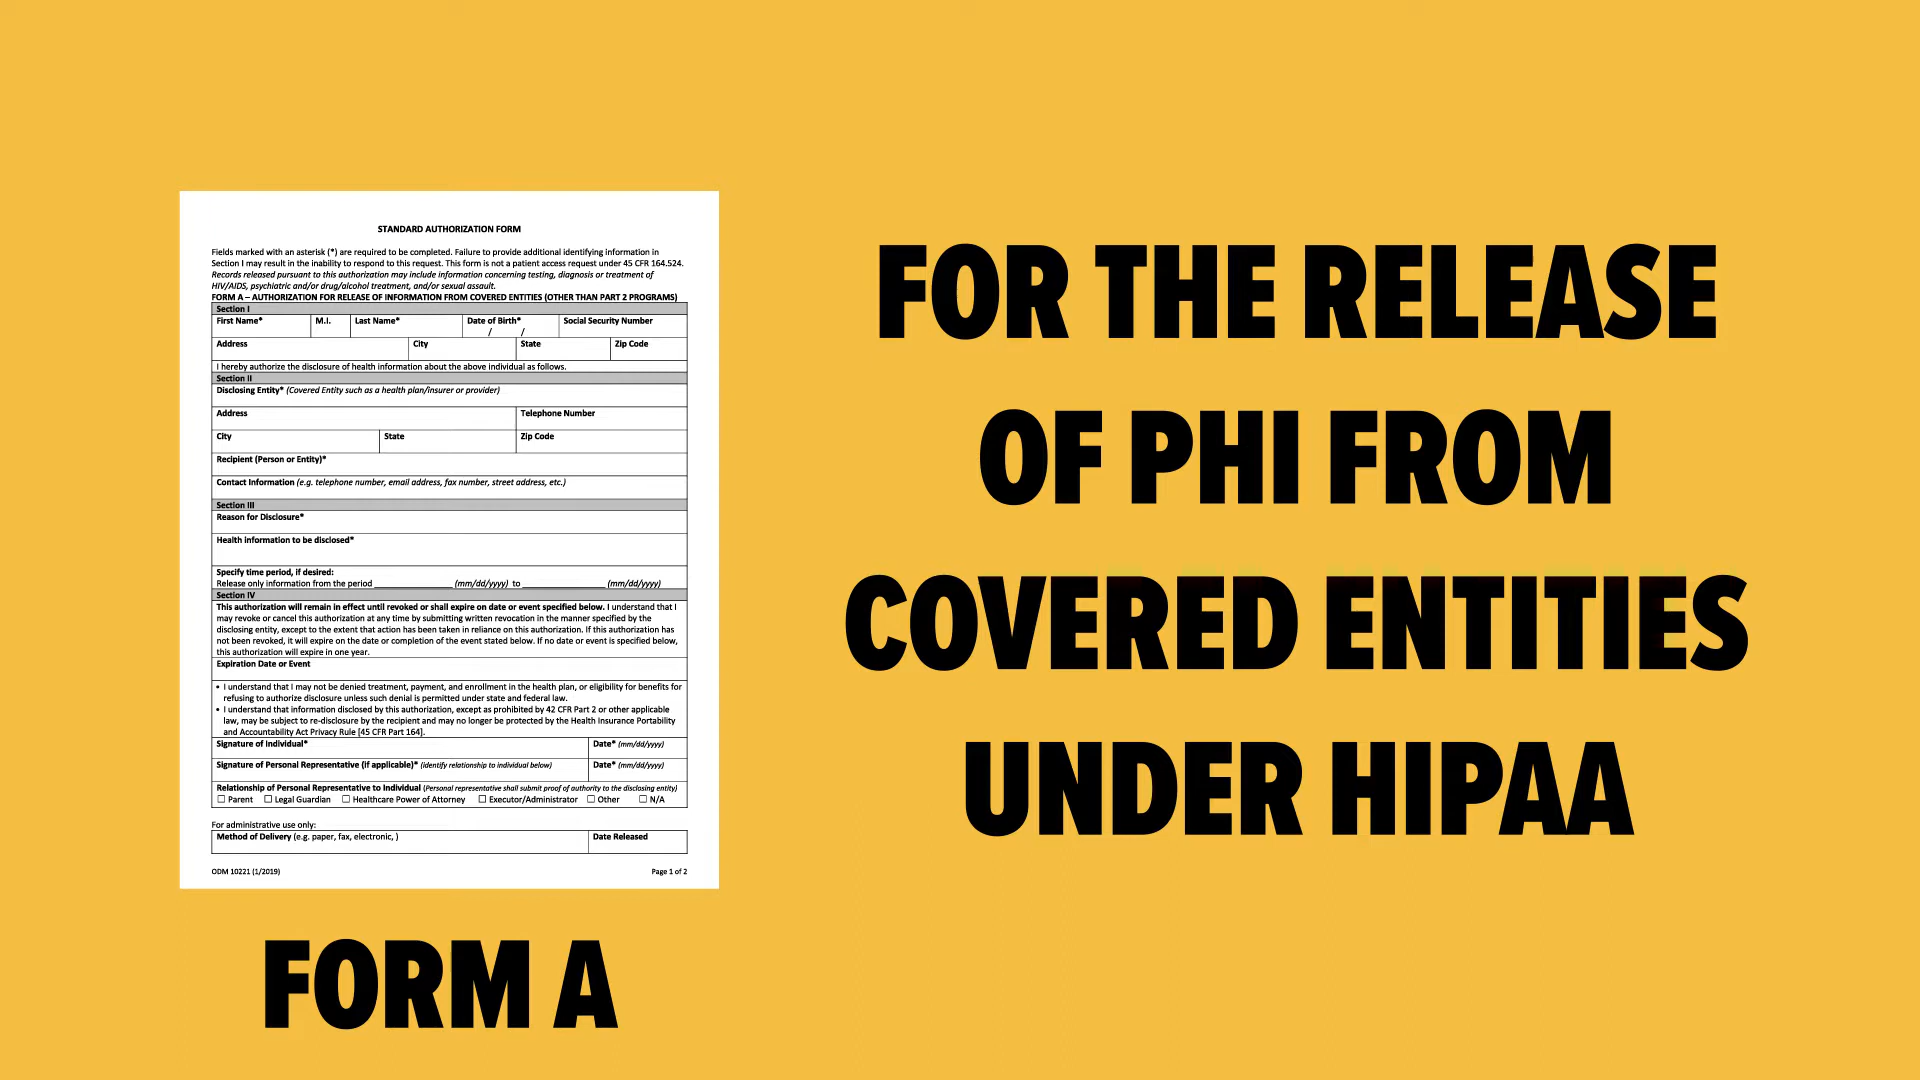 STANDARD AUTHORIZATION FORM
Fields marked with an asterisk (*) are required to be completed. Failure to provide additional identifying information in
Section I may result in the inability to respond to this request. This form is not a patient access request under 45 CFR 164.524.
Records released pursuant to this authorization may include information concerning testing, diagnosis or treatment of
HIV/AIDS, psychiatric and/or drug/alcohol treatment, and/or sexual assault.
FORM A – AUTHORIZATION FOR RELEASE OF INFORMATION FROM COVERED ENTITIES (OTHER THAN PART 2 PROGRAMS)
Section I
First Name* M.I. Last Name* Date of Birth* Social Security Number
/ /
Address City State Zip Code
I hereby authorize the disclosure of health information about the above individual as follows.
Section II
Disclosing Entity* (Covered Entity such as a health plan/insurer or provider)
Address Telephone Number
City State Zip Code
Recipient (Person or Entity)*
Contact Information (e.g. telephone number, email address, fax number, street address, etc.)
Section III
Reason for Disclosure*
Health information to be disclosed*
Specify time period, if desired:
Release only information from the period __________________ (mm/dd/yyyy) to __________________ (mm/dd/yyyy)
Section IV
This authorization will remain in effect until revoked or shall expire on date or event specified below. I understand that I
may revoke or cancel this authorization at any time by submitting written revocation in the manner specified by the
disclosing entity, except to the extent that action has been taken in reliance on this authorization. If this authorization has
not been revoked, it will expire on the date or completion of the event stated below. If no date or event is specified below,
this authorization will expire in one year.
Expiration Date or Event
• I understand that I may not be denied treatment, payment, and enrollment in the health plan, or eligibility for benefits for
refusing to authorize disclosure unless such denial is permitted under state and federal law.
• I understand that information disclosed by this authorization, except as prohibited by 42 CFR Part 2 or other applicable
law, may be subject to re-disclosure by the recipient and may no longer be protected by the Health Insurance Portability
and Accountability Act Privacy Rule [45 CFR Part 164].
Signature of Individual* Date* (mm/dd/yyyy)
Signature of Personal Representative (if applicable)* (identify relationship to individual below) Date* (mm/dd/yyyy)
Relationship of Personal Representative to Individual (Personal representative shall submit proof of authority to the disclosing entity)
☐ Parent ☐ Legal Guardian ☐ Healthcare Power of Attorney ☐ Executor/Administrator ☐ Other ☐ N/A
For administrative use only:
Method of Delivery (e.g. paper, fax, electronic, ) Date Released
ODM 10221 (1/2019) Page 1 of 2
FORM A
FOR THE RELEASE
OF PHI FROM
COVERED ENTITIES
UNDER HIPAA